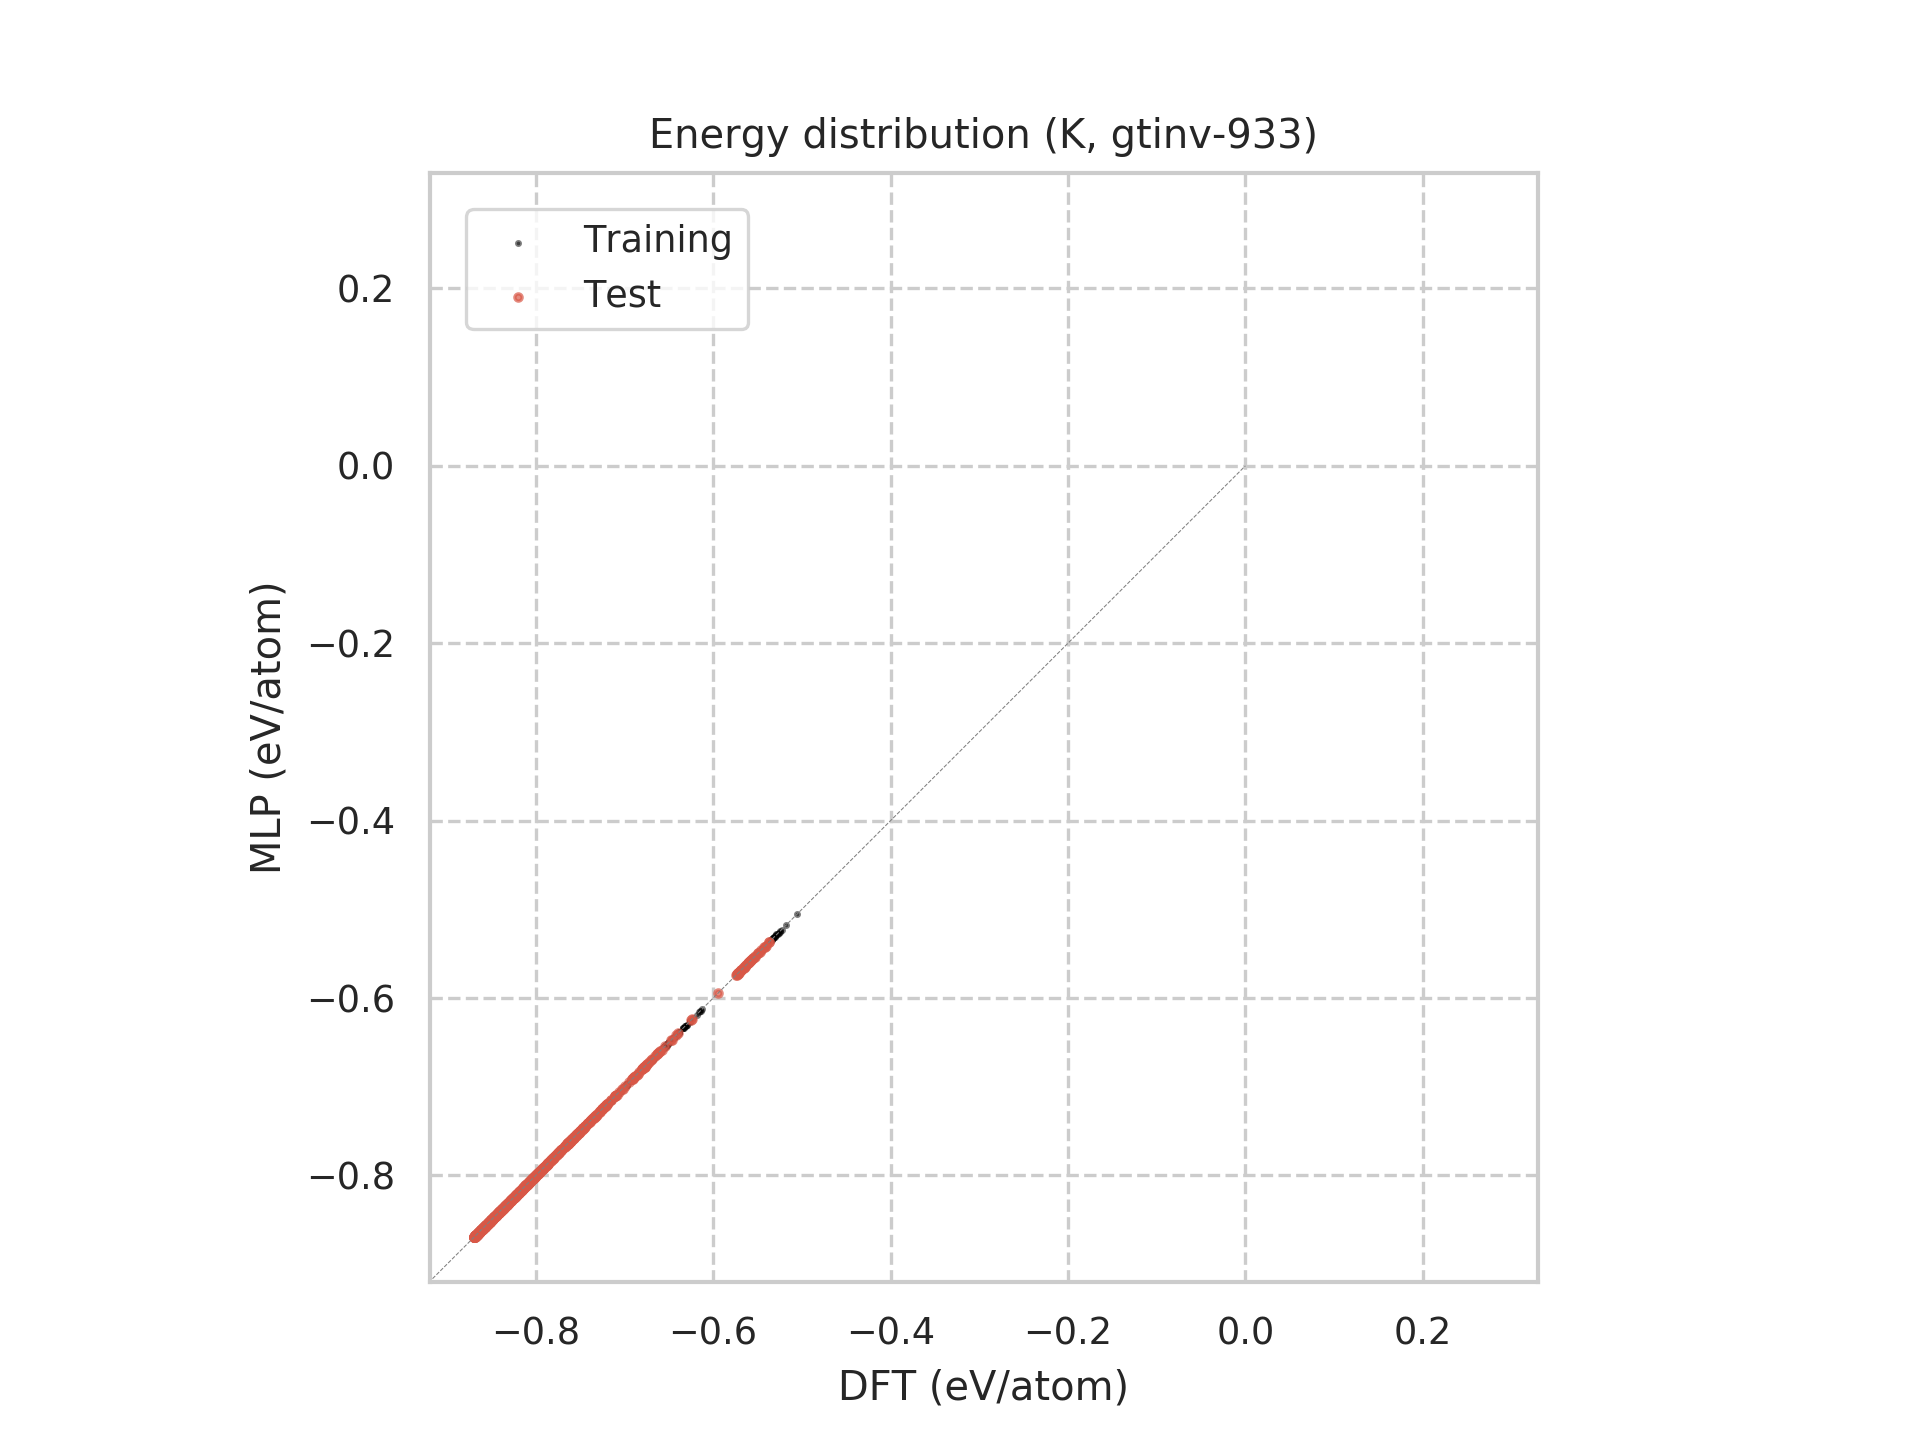 Energy distribution (K, gtinv-933)
Training
Test
0.2
0.0
−0.2
−0.4
−0.6
−0.8
MLP (eV/atom)
−0.8 −0.6 −0.4 −0.2 0.0 0.2
DFT (eV/atom)